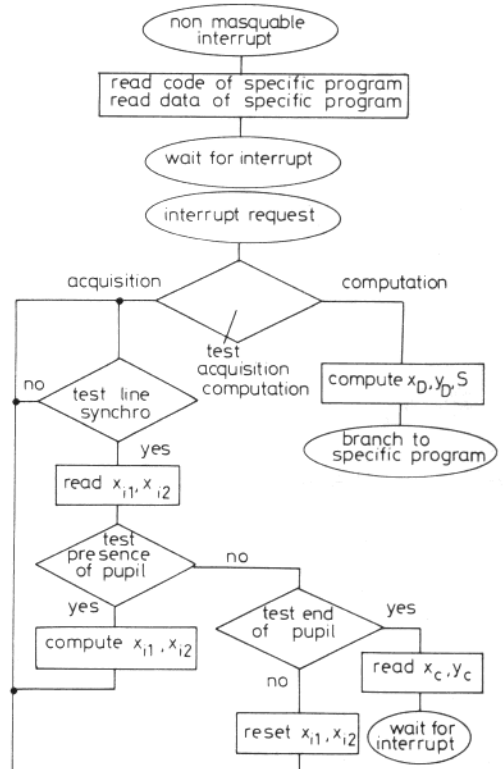 non masquable
interrupt
read code of specific program
read data of specific program
wait for interrupt
interrupt request
acquisition
computation
test
acquisition
computation
no
test line
synchro
compute x_D, y_D, S
yes
branch to
specific program
read x_i1, x_i2
test
presence
of pupil
no
yes
test end
of pupil
yes
compute x_i1, x_i2
read x_c, y_c
no
reset x_i1, x_i2
wait for
interrupt